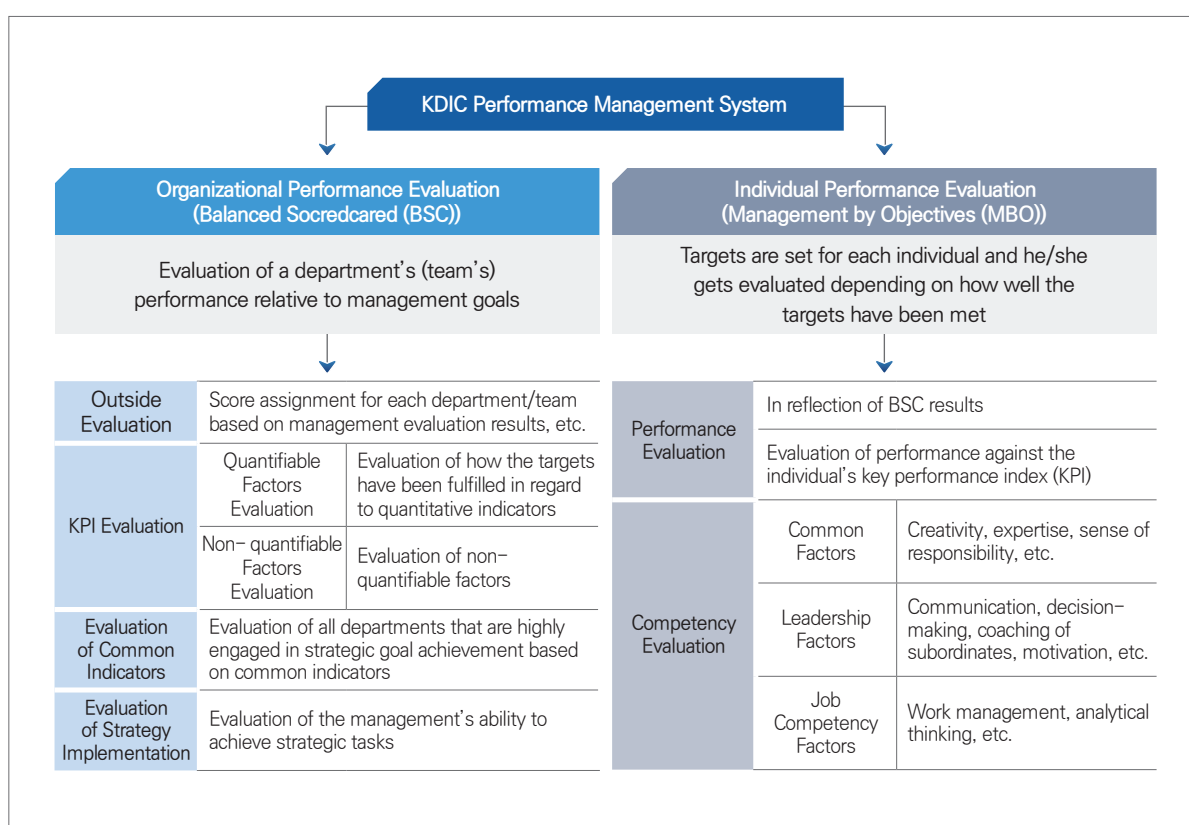 KDIC Performance Management System
Organizational Performance Evaluation
(Balanced Socredcared (BSC))
Evaluation of a department's (team's)
performance relative to management goals
Outside
Evaluation
Score assignment for each department/team
based on management evaluation results, etc.
KPI Evaluation
Quantifiable
Factors
Evaluation
Evaluation of how the targets
have been fulfilled in regard
to quantitative indicators
Non- quantifiable
Factors
Evaluation
Evaluation of non-
quantifiable factors
Evaluation
of Common
Indicators
Evaluation of all departments that are highly
engaged in strategic goal achievement based
on common indicators
Evaluation
of Strategy
Implementation
Evaluation of the management's ability to
achieve strategic tasks
Individual Performance Evaluation
(Management by Objectives (MBO))
Targets are set for each individual and he/she
gets evaluated depending on how well the
targets have been met
Performance
Evaluation
In reflection of BSC results
Evaluation of performance against the
individual's key performance index (KPI)
Competency
Evaluation
Common
Factors
Creativity, expertise, sense of
responsibility, etc.
Leadership
Factors
Communication, decision-
making, coaching of
subordinates, motivation, etc.
Job
Competency
Factors
Work management, analytical
thinking, etc.